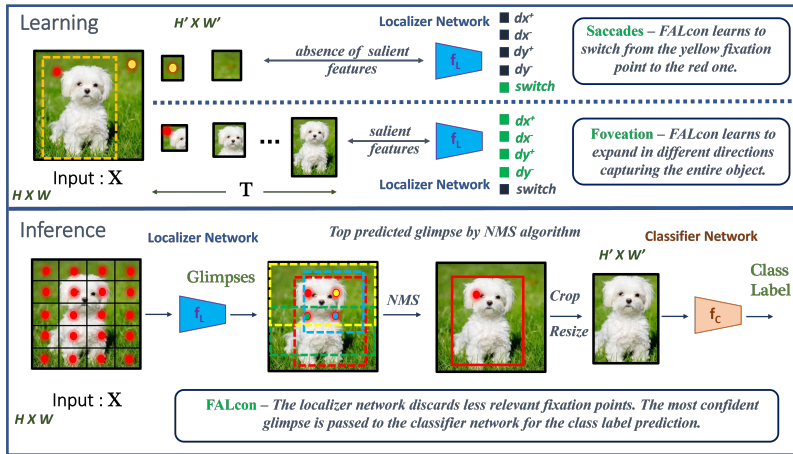 Learning
H' X W'
Localizer Network
absence of salient
features
f_L
dx⁺
dx⁻
dy⁺
dy⁻
switch
Saccades – FALcon learns to
switch from the yellow fixation
point to the red one.
Input : X
H X W
T
salient
features
f_L
Localizer Network
dx⁺
dx⁻
dy⁺
dy⁻
switch
Foveation – FALcon learns to
expand in different directions
capturing the entire object.
Inference
Localizer Network
Top predicted glimpse by NMS algorithm
Classifier Network
H' X W'
Glimpses
Class
Label
f_L
NMS
Crop
Resize
f_C
Input : X
H X W
FALcon – The localizer network discards less relevant fixation points. The most confident
glimpse is passed to the classifier network for the class label prediction.